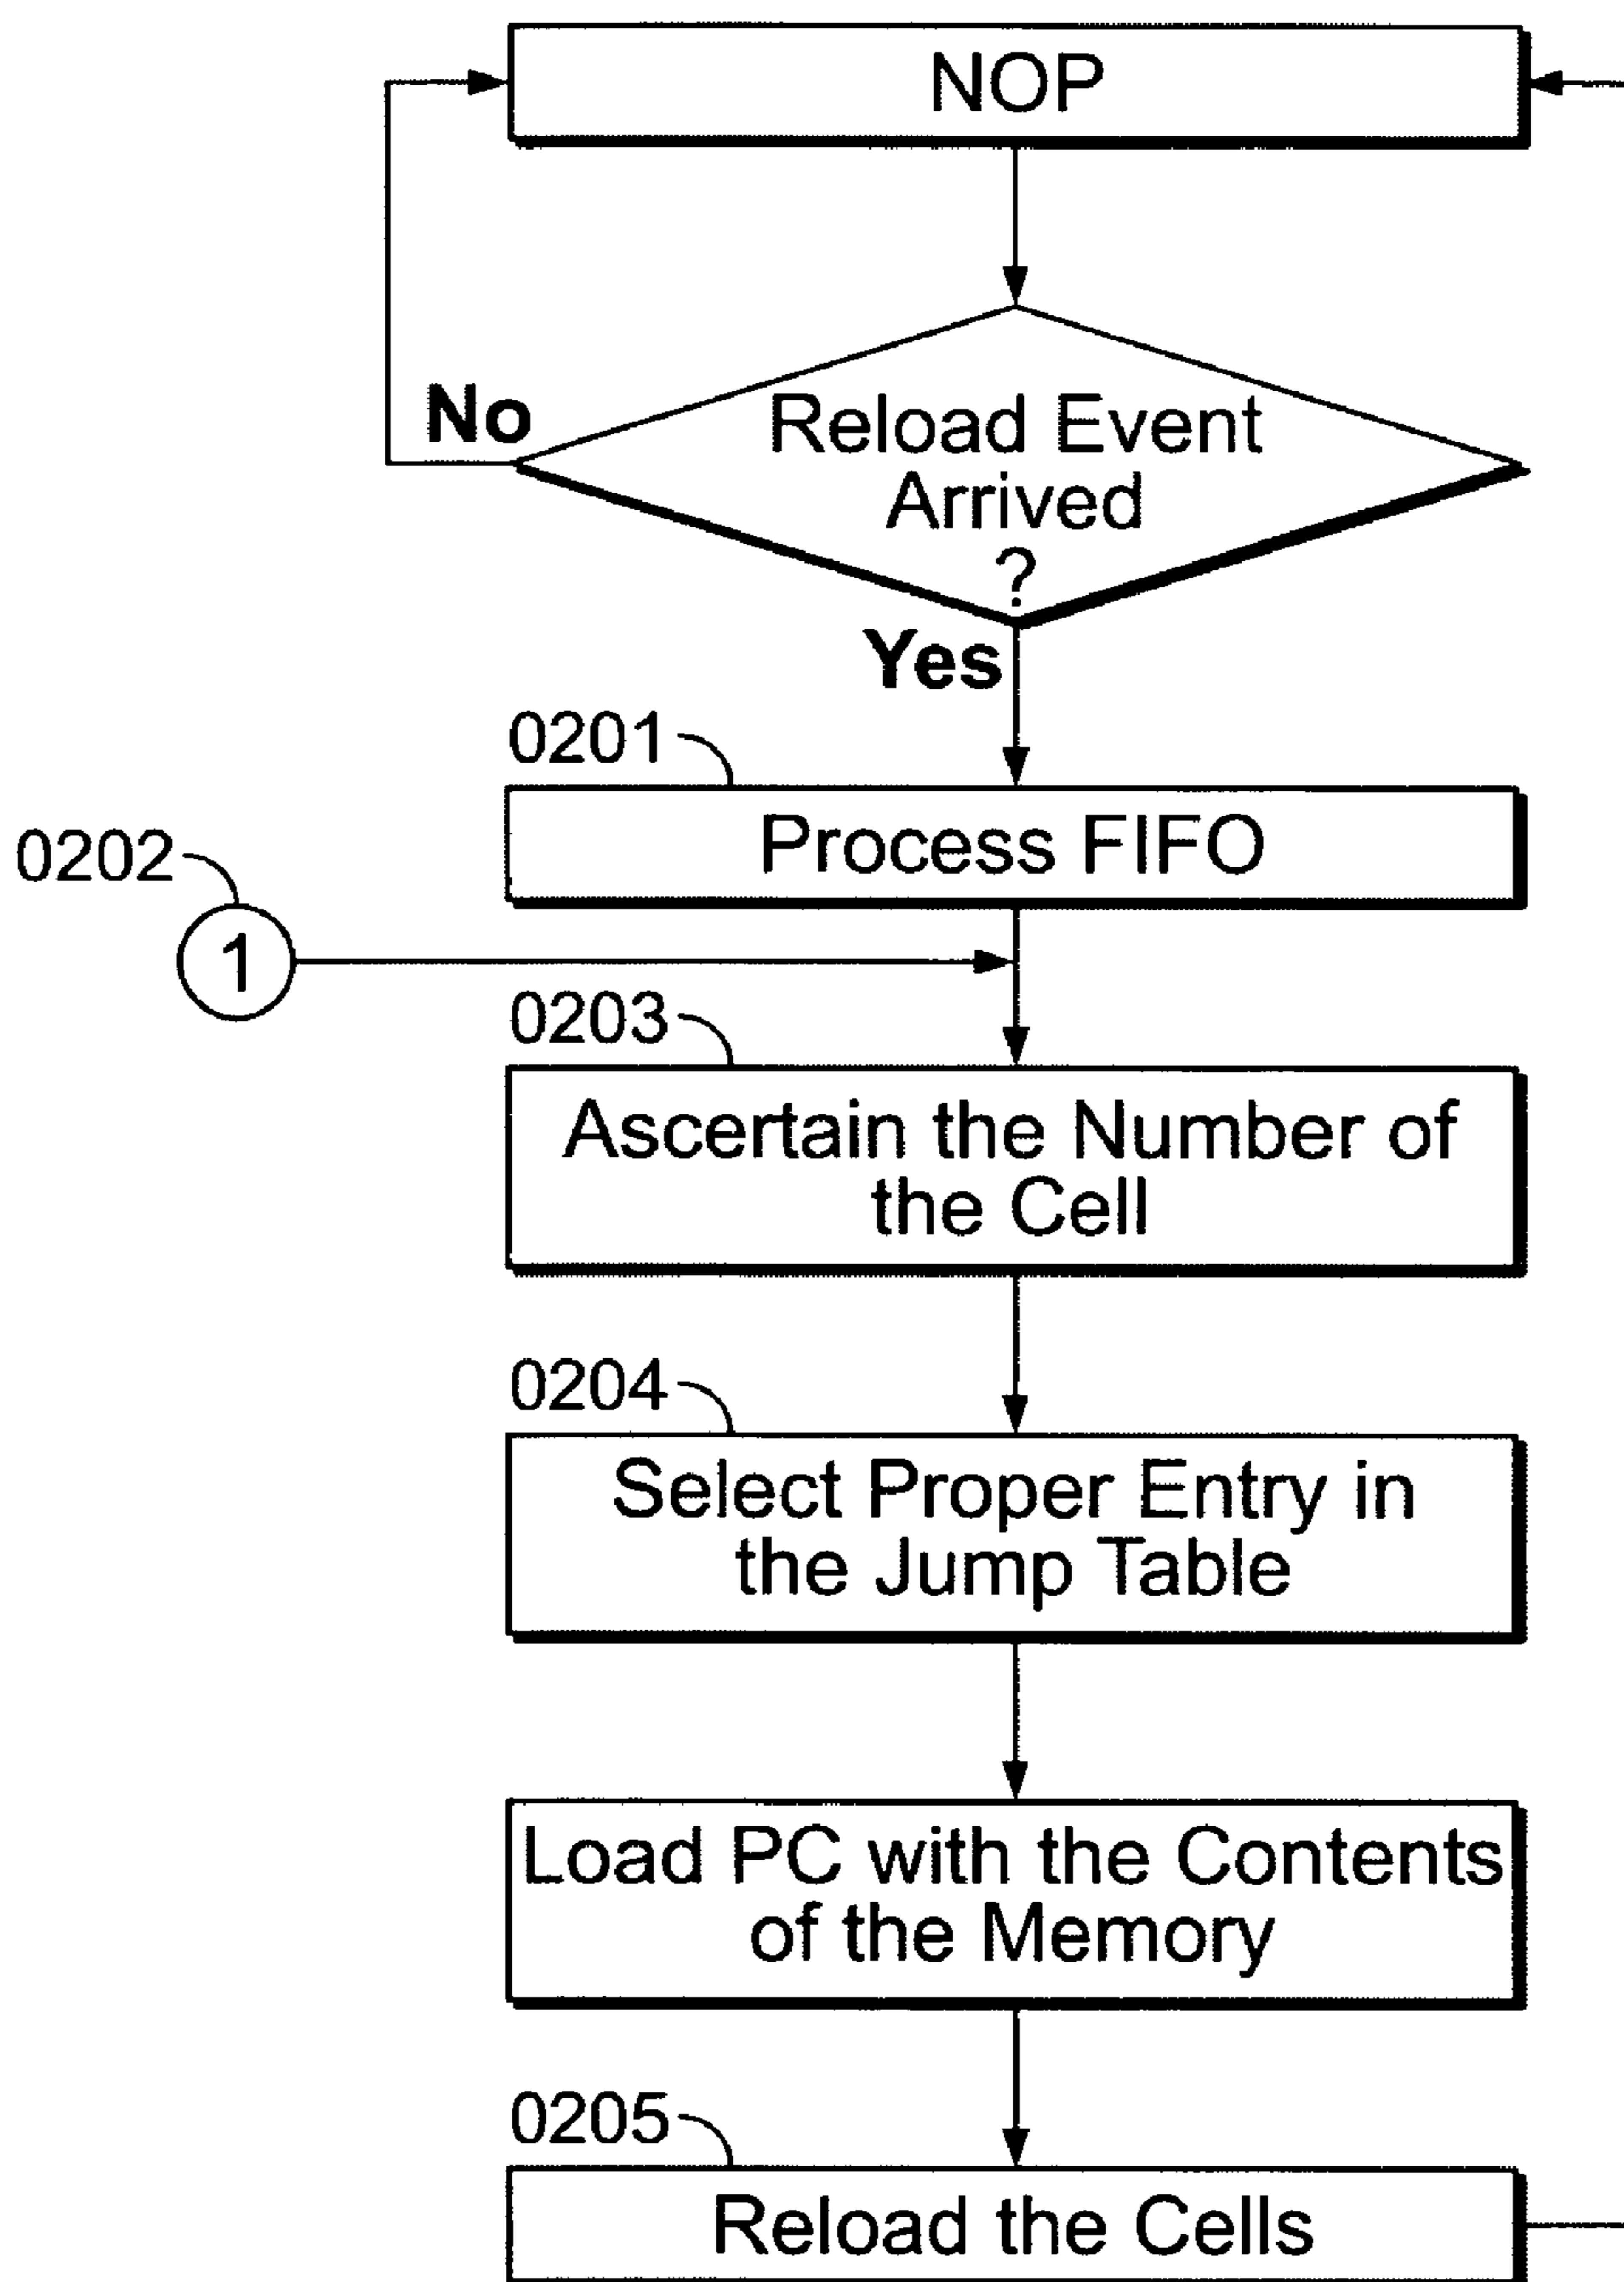 NOP
No
Reload Event
Arrived
?
Yes
0201
Process FIFO
0202
1
0203
Ascertain the Number of
the Cell
0204
Select Proper Entry in
the Jump Table
Load PC with the Contents
of the Memory
0205
Reload the Cells